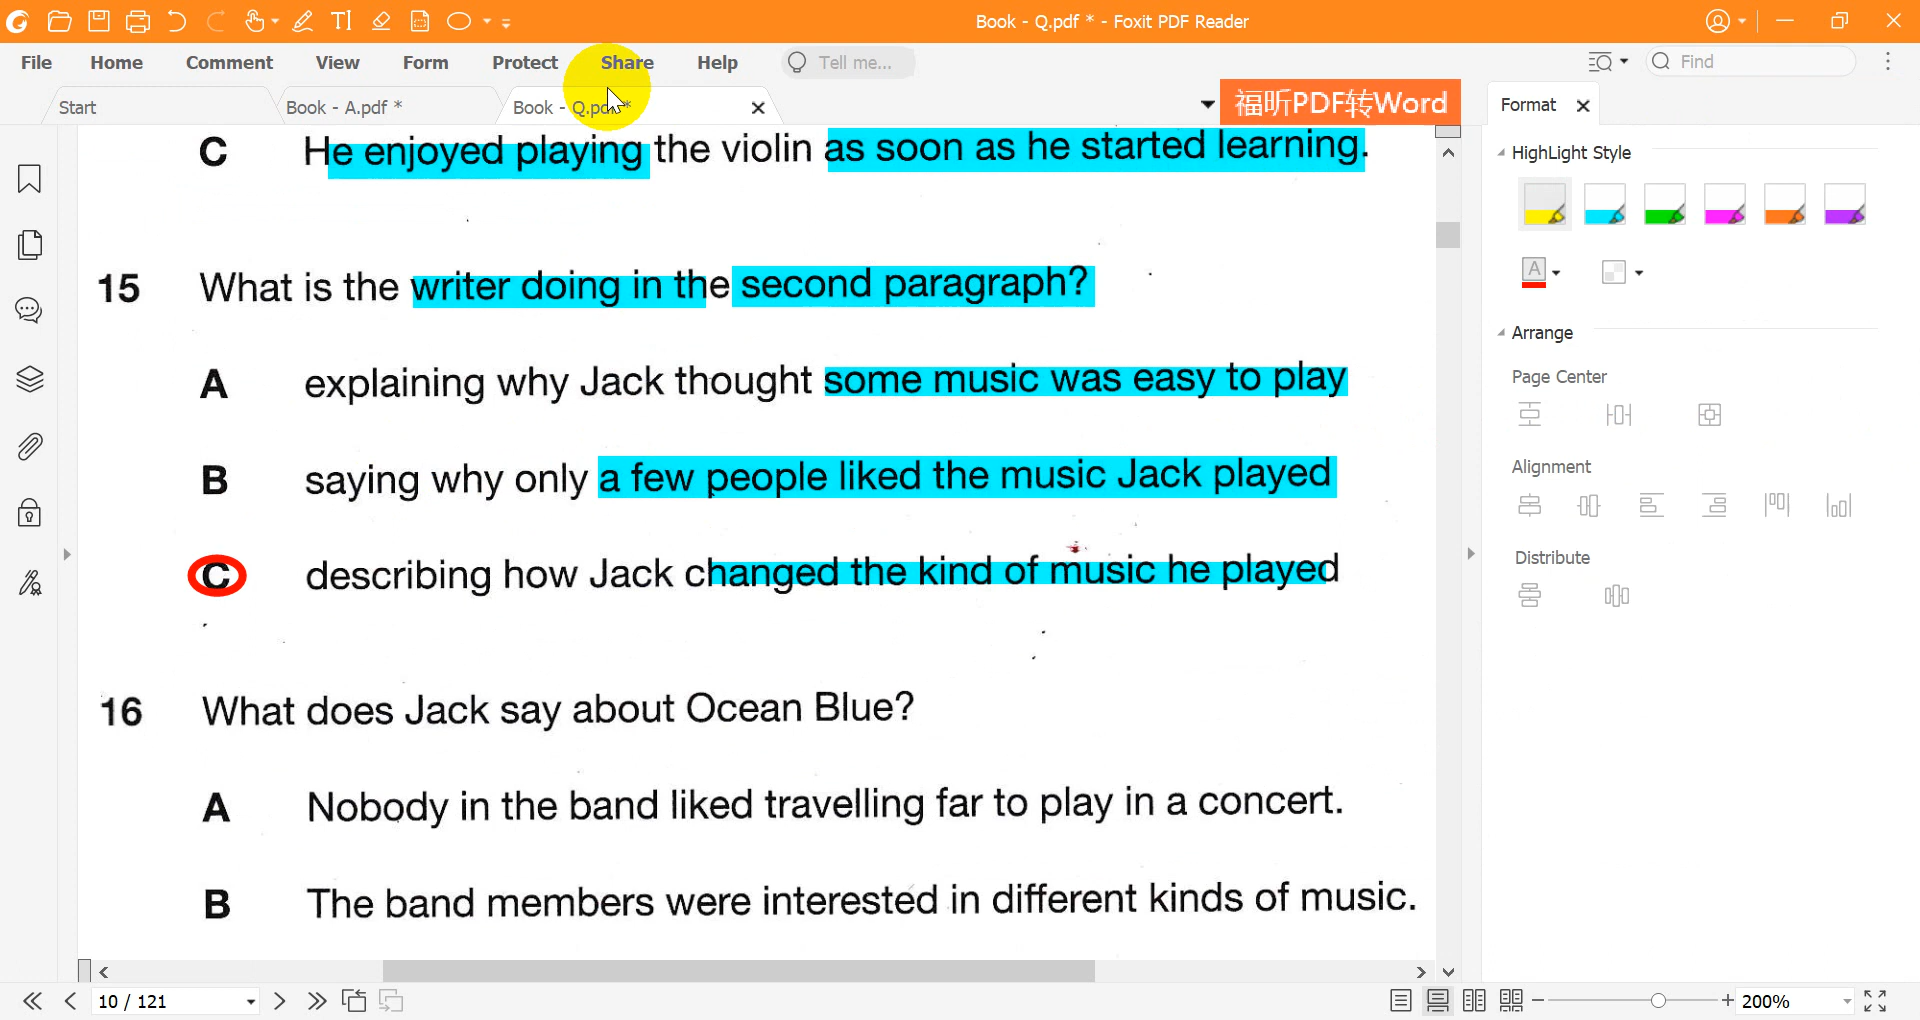 Book - Q.pdf * - Foxit PDF Reader
File Home Comment View Form Protect Share Help Tell me... Find
Start Book - A.pdf * Book - Q.pdf * 福昕PDF转Word Format
C He enjoyed playing the violin as soon as he started learning.
15 What is the writer doing in the second paragraph?
A explaining why Jack thought some music was easy to play
B saying why only a few people liked the music Jack played
C describing how Jack changed the kind of music he played
16 What does Jack say about Ocean Blue?
A Nobody in the band liked travelling far to play in a concert.
B The band members were interested in different kinds of music.
HighLight Style
Arrange
Page Center
Alignment
Distribute
10 / 121
200%